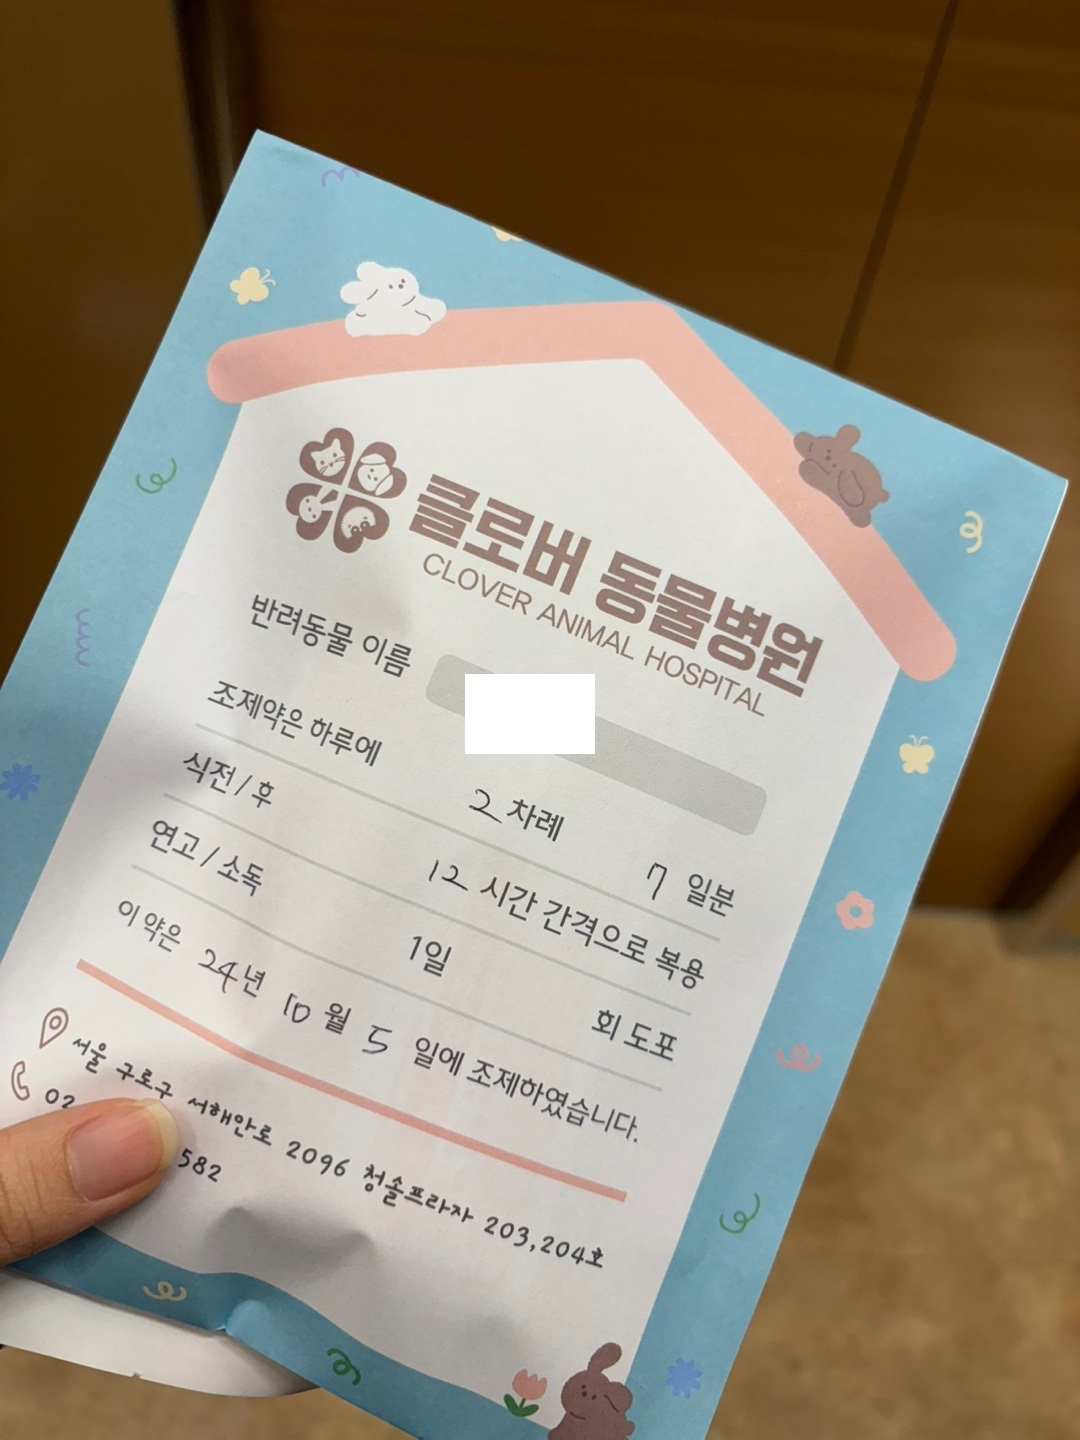 클로버 동물병원
CLOVER ANIMAL HOSPITAL
반려동물 이름
조제약은 하루에 2 차례 7 일분
식전 / 후 12 시간 간격으로 복용
연고 / 소독 1일 회 도포
이 약은 24년 10월 5일에 조제하였습니다.
서울 구로구 서해안로 2096 청솔프라자 203,204호
02 582